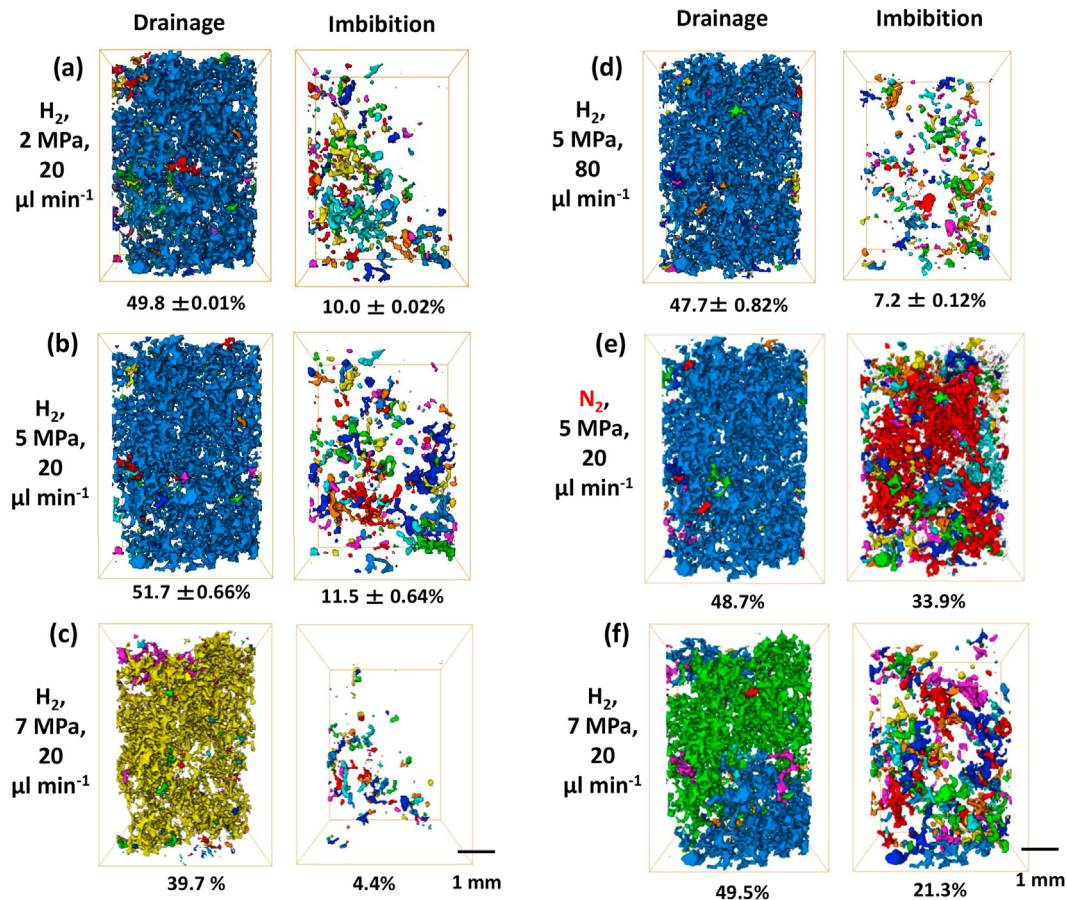 Drainage
Imbibition
(a)
H₂,
2 MPa,
20
µl min⁻¹
49.8 ±0.01%
10.0 ± 0.02%
(b)
H₂,
5 MPa,
20
µl min⁻¹
51.7 ±0.66%
11.5 ± 0.64%
(c)
H₂,
7 MPa,
20
µl min⁻¹
39.7 %
4.4%
1 mm
Drainage
Imbibition
(d)
H₂,
5 MPa,
80
µl min⁻¹
47.7± 0.82%
7.2 ± 0.12%
(e)
N₂,
5 MPa,
20
µl min⁻¹
48.7%
33.9%
(f)
H₂,
7 MPa,
20
µl min⁻¹
49.5%
21.3%
1 mm